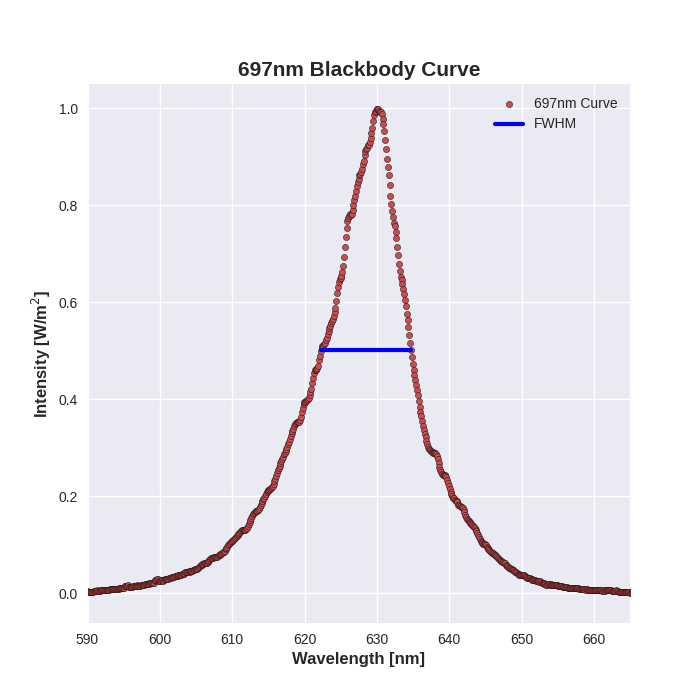 697nm Blackbody Curve
697nm Curve
FWHM
Intensity [W/m²]
1.0
0.8
0.6
0.4
0.2
0.0
590 600 610 620 630 640 650 660
Wavelength [nm]